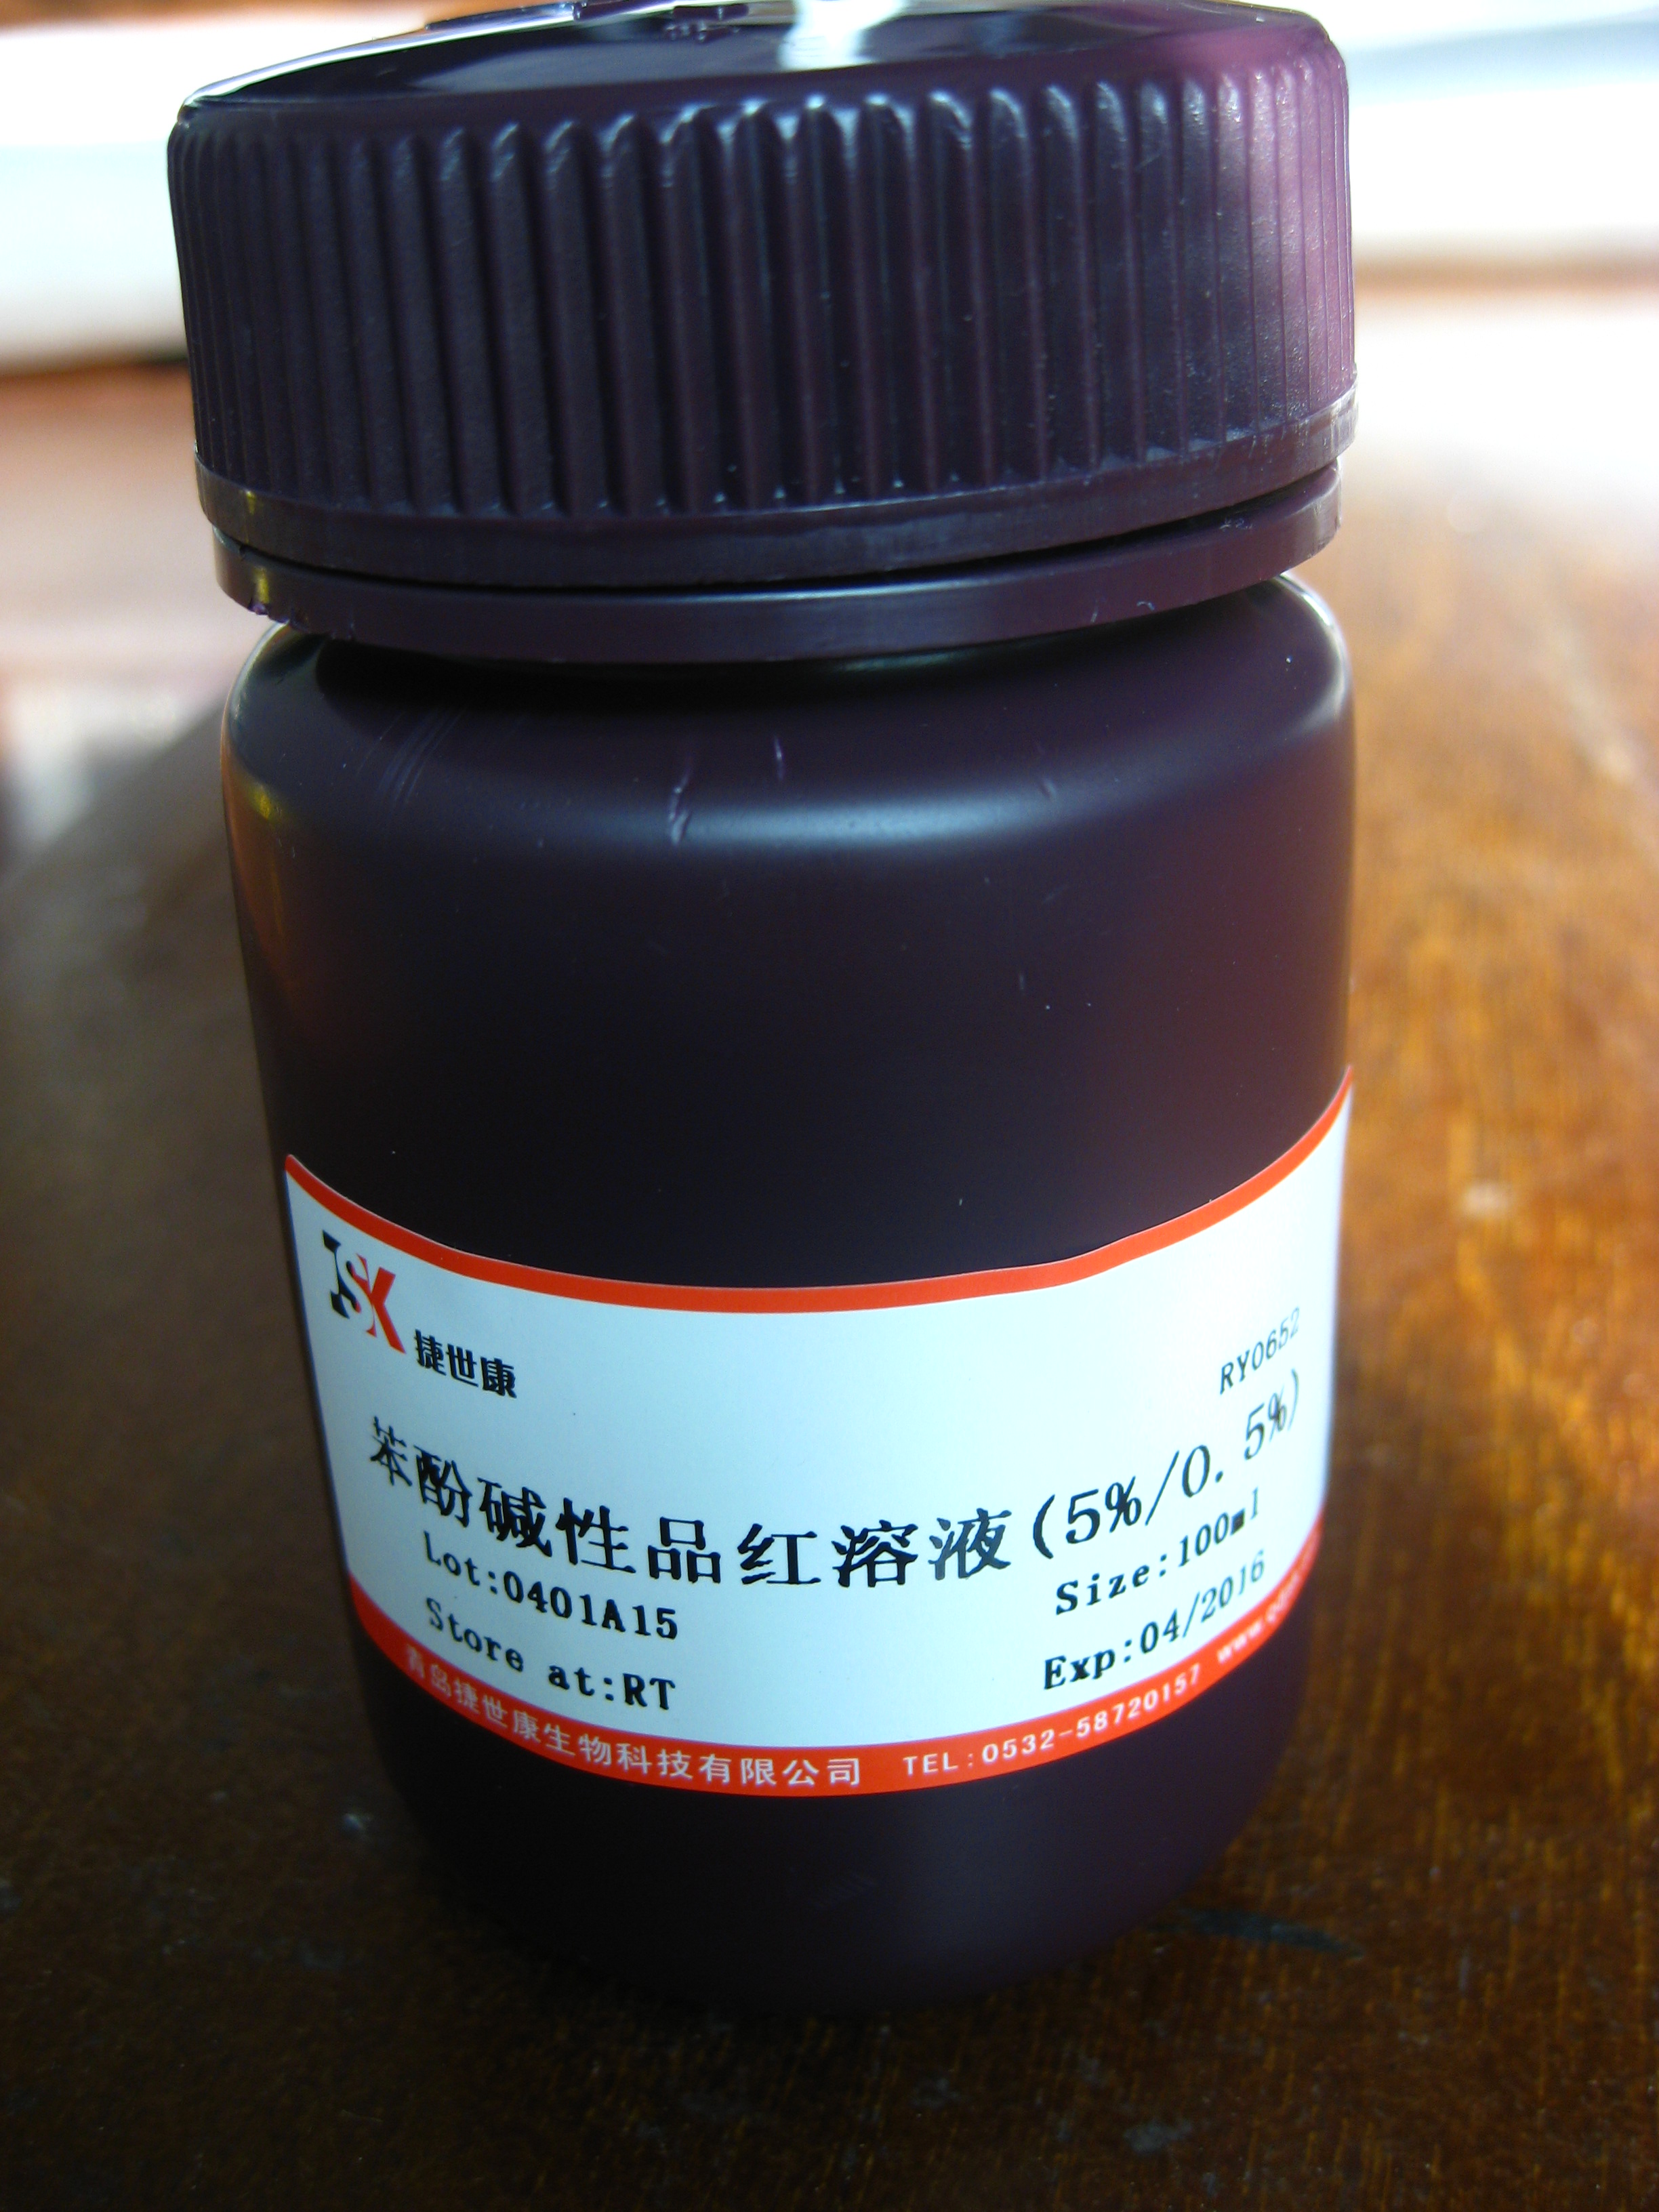 JSK 捷世康
RY0652
苯酚碱性品红溶液(5%/0.5%)
Lot:0401A15
Size:100ml
Store at:RT
Exp:04/2016
青岛捷世康生物科技有限公司 TEL:0532-58720157